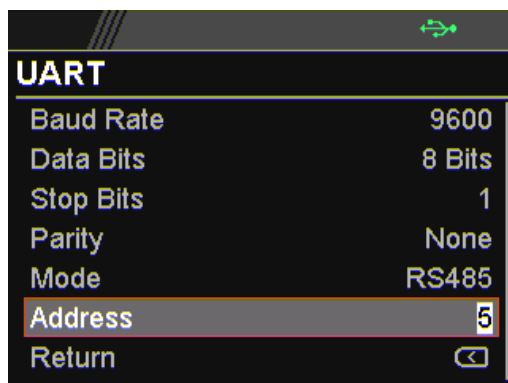 UART
Baud Rate 9600
Data Bits 8 Bits
Stop Bits 1
Parity None
Mode RS485
Address 5
Return